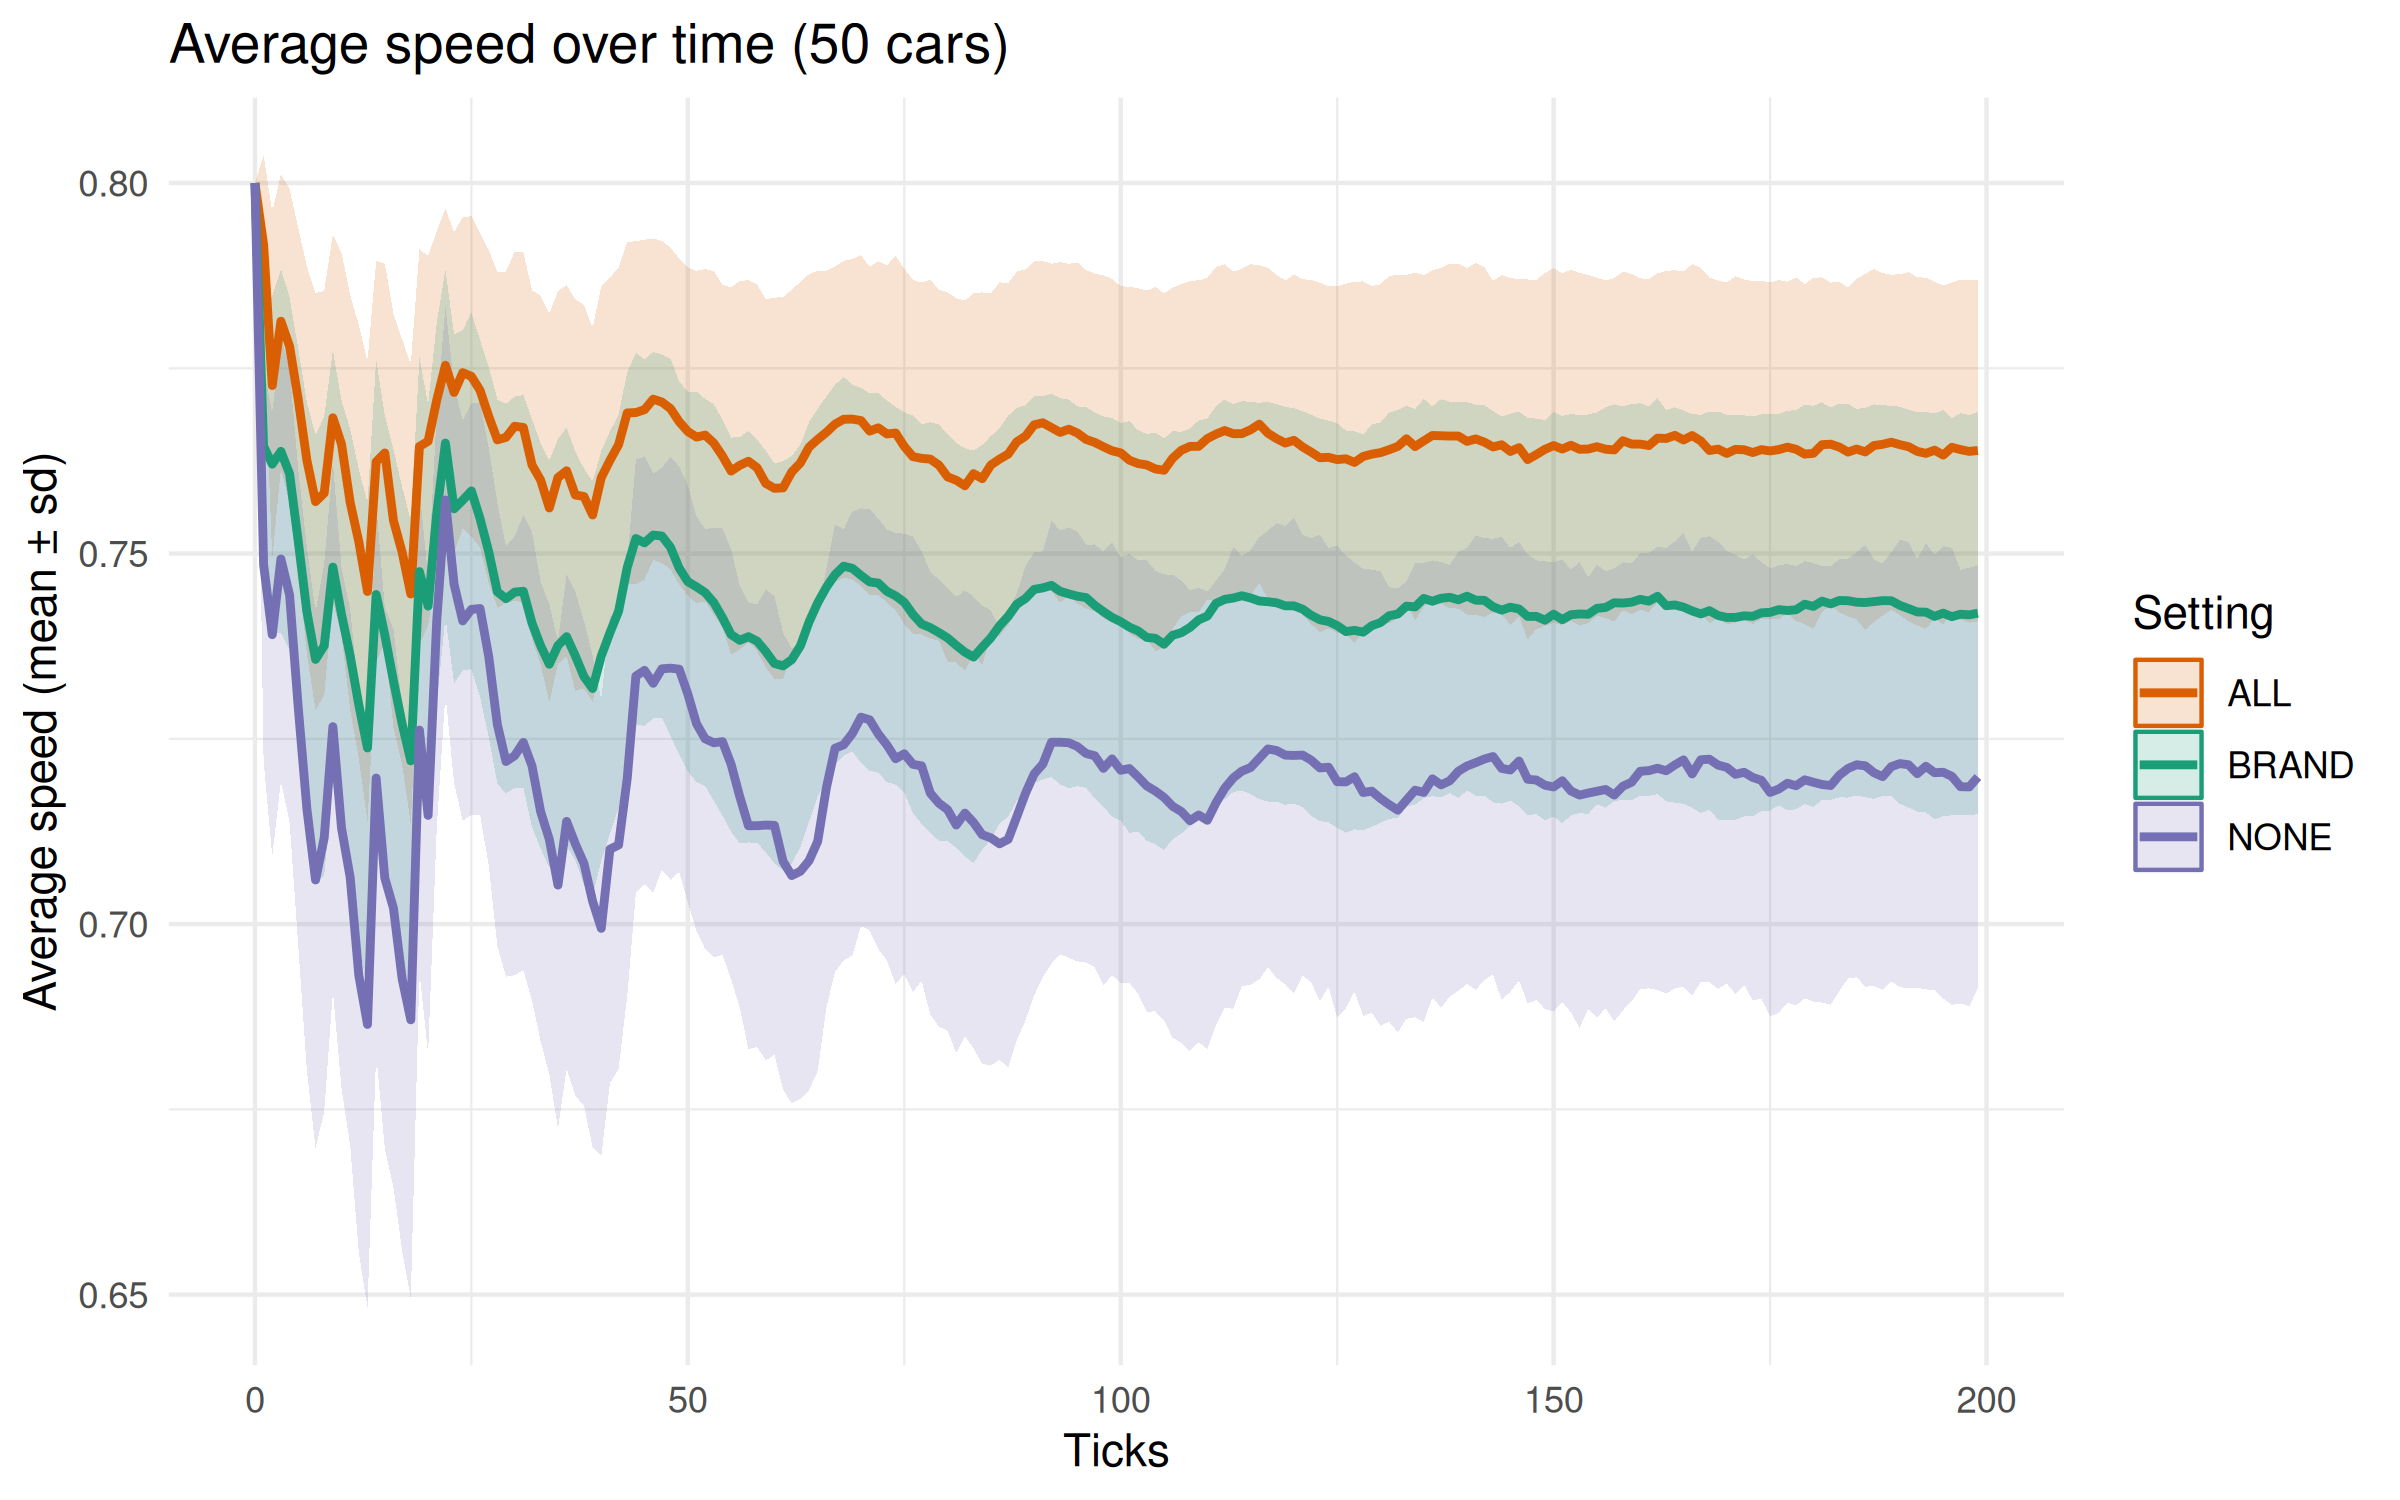 Average speed over time (50 cars)
Average speed (mean ± sd)
0.80
0.75
0.70
0.65
0
50
100
150
200
Ticks
Setting
ALL
BRAND
NONE